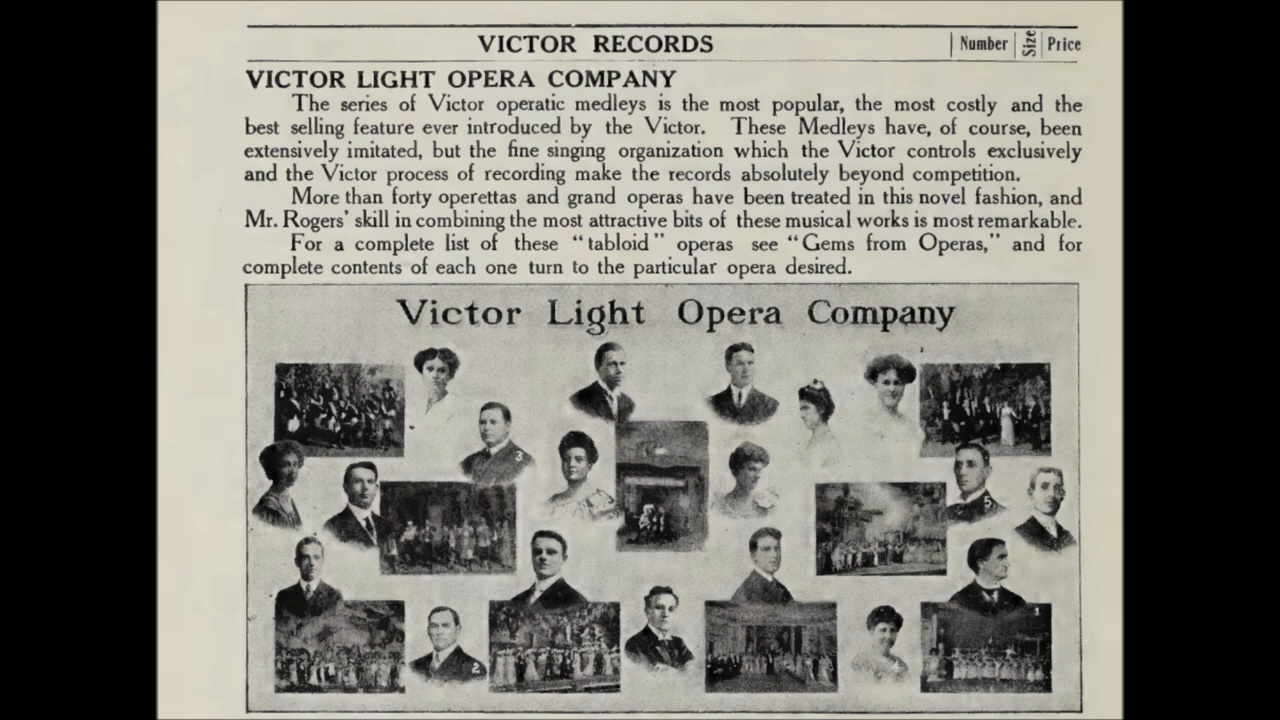 VICTOR RECORDS | Number | Size | Price
VICTOR LIGHT OPERA COMPANY
The series of Victor operatic medleys is the most popular, the most costly and the
best selling feature ever introduced by the Victor. These Medleys have, of course, been
extensively imitated, but the fine singing organization which the Victor controls exclusively
and the Victor process of recording make the records absolutely beyond competition.
More than forty operettas and grand operas have been treated in this novel fashion, and
Mr. Rogers' skill in combining the most attractive bits of these musical works is most remarkable.
For a complete list of these "tabloid" operas see "Gems from Operas," and for
complete contents of each one turn to the particular opera desired.
Victor Light Opera Company
3
5
2
1